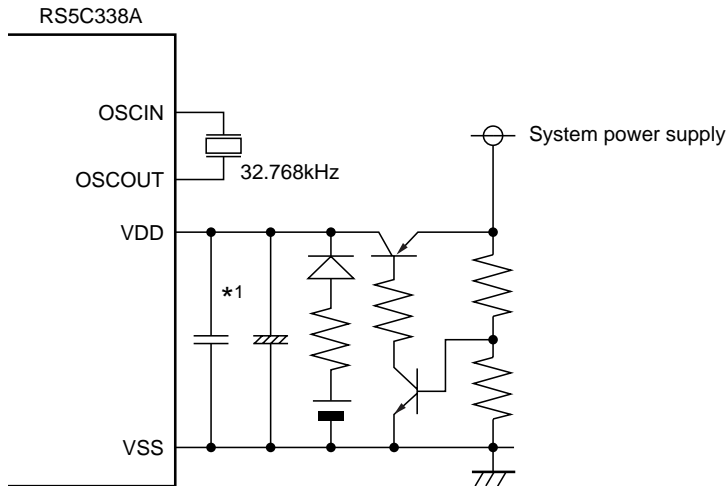 RS5C338A
OSCIN
System power supply
OSCOUT
32.768kHz
VDD
*1
VSS